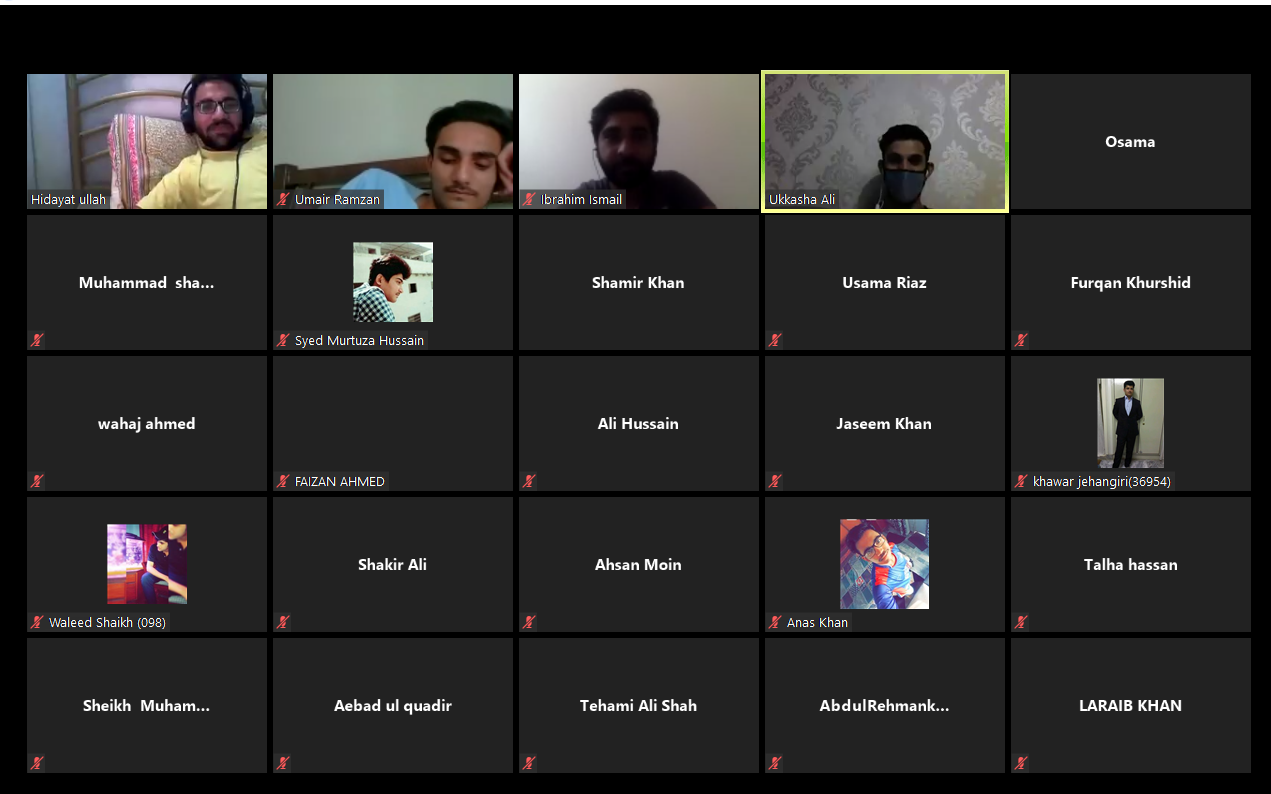 Hidayat ullah
Umair Ramzan
Ibrahim Ismail
Ukkasha Ali
Osama
Muhammad sha...
Syed Murtuza Hussain
Shamir Khan
Usama Riaz
Furqan Khurshid
wahaj ahmed
FAIZAN AHMED
Ali Hussain
Jaseem Khan
khawar jehangiri(36954)
Waleed Shaikh (098)
Shakir Ali
Ahsan Moin
Anas Khan
Talha hassan
Sheikh Muham...
Aebad ul quadir
Tehami Ali Shah
AbdulRehmank...
LARAIB KHAN